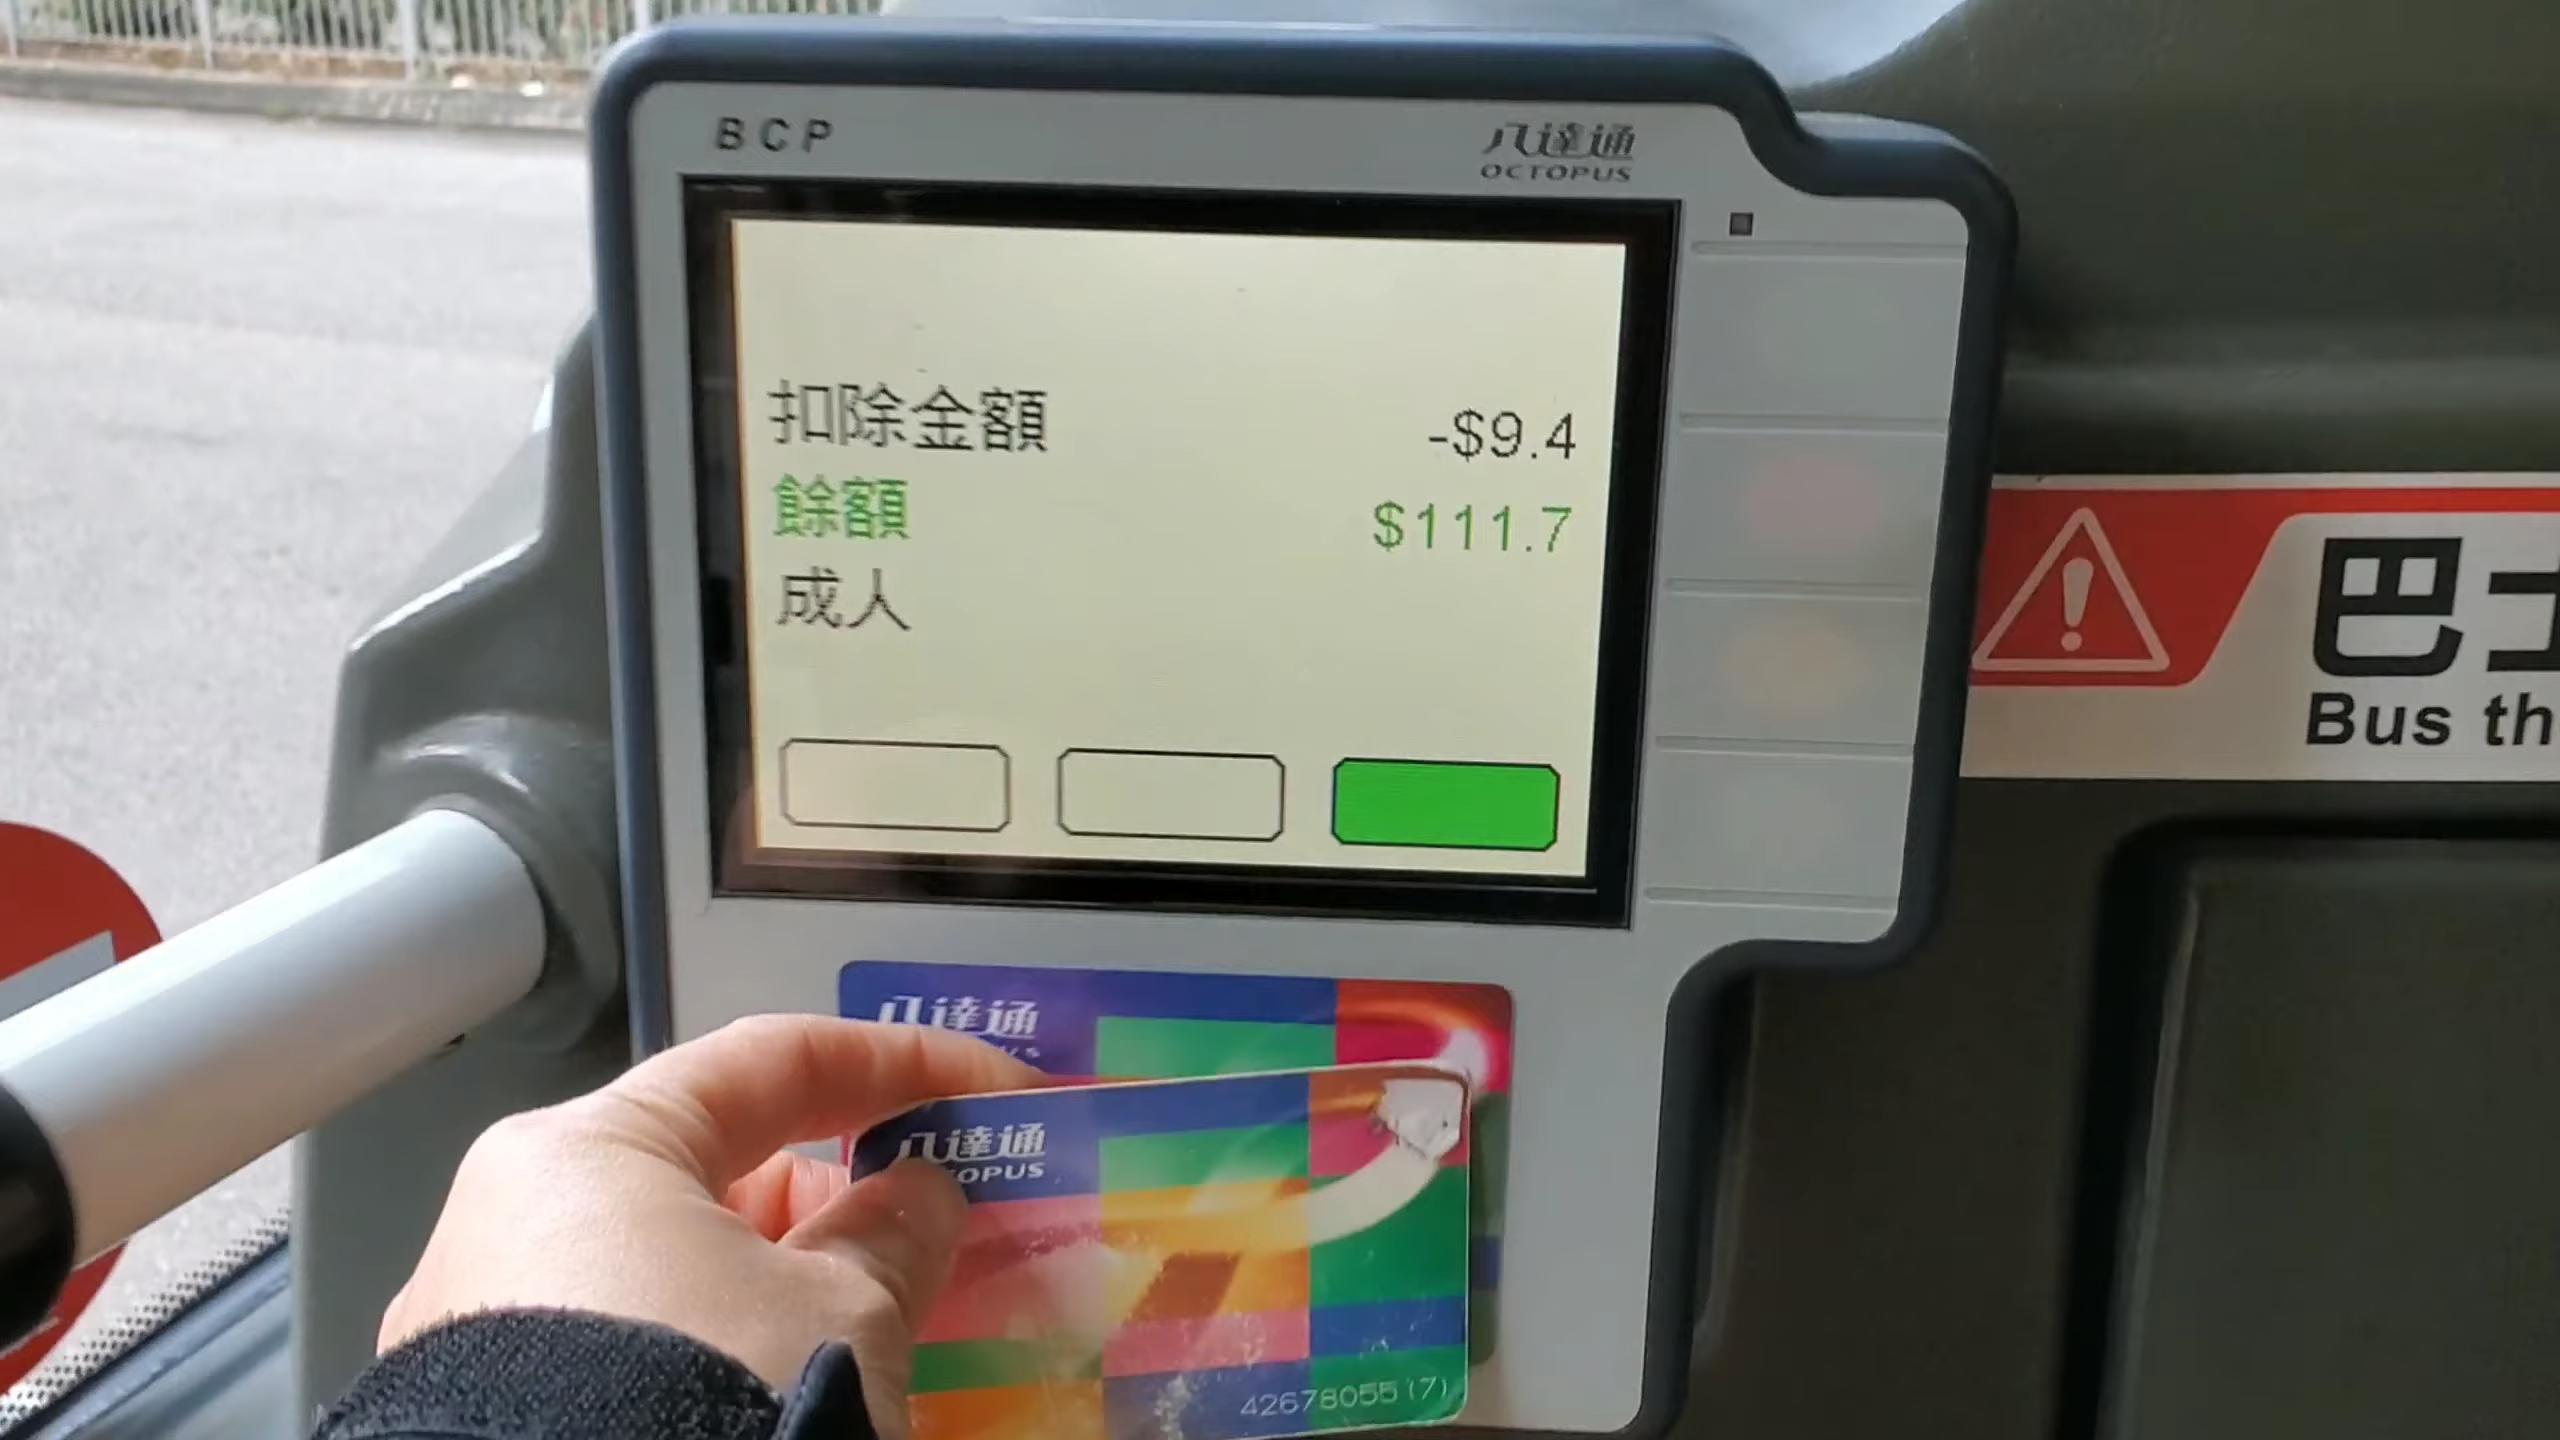 BCP
八達通
OCTOPUS
扣除金額 -$9.4
餘額 $111.7
成人
巴士
Bus th
八達通
八達通
OPUS
42678055(7)